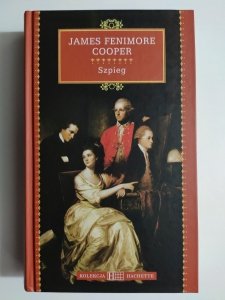 JAMES FENIMORE
COOPER
Szpieg
KOLEKCJA H HACHETTE